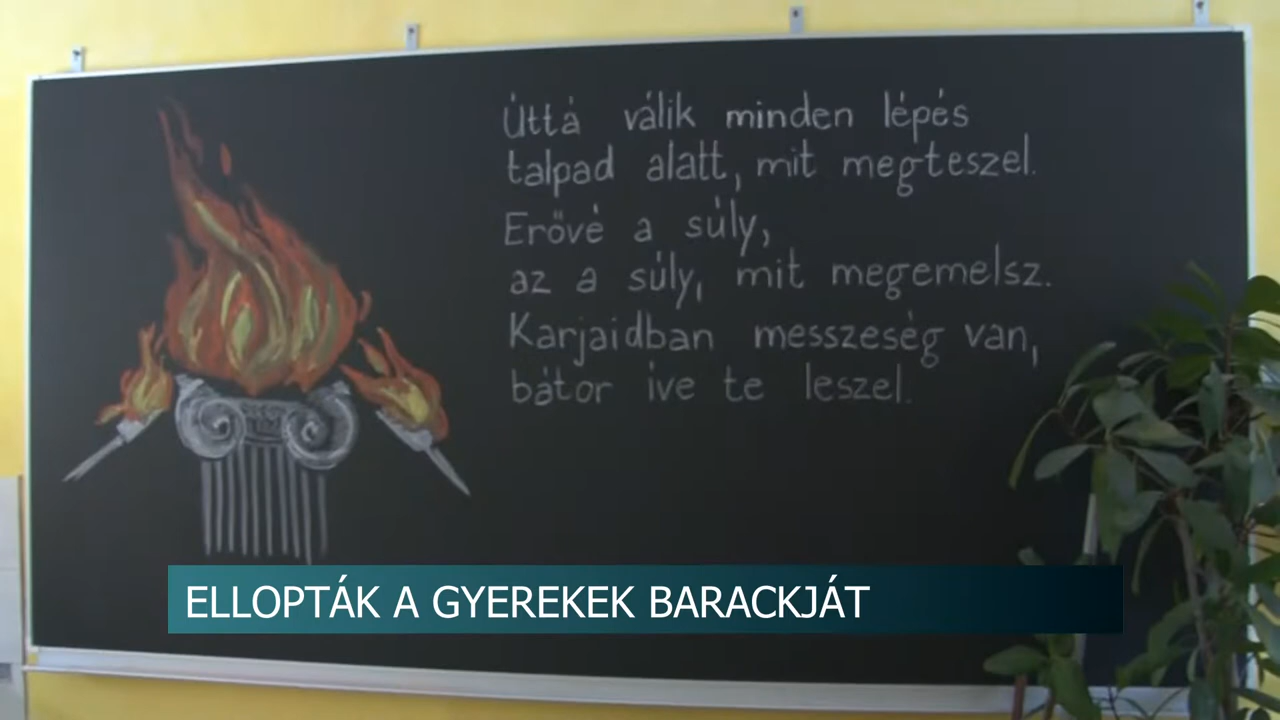 Úttá válik minden lépés
talpad alatt, mit megteszel.
Erővé a súly,
az a súly, mit megemelsz.
Karjaidban messzeség van,
bátor íve te leszel.
ELLOPTÁK A GYEREKEK BARACKJÁT